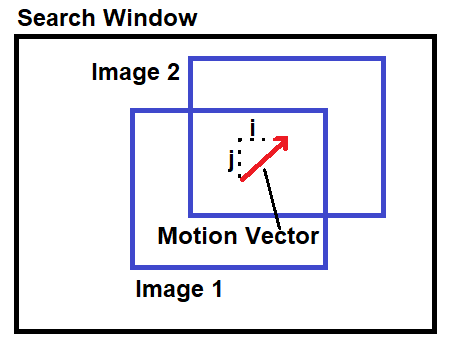 Search Window
Image 2
i
j
Motion Vector
Image 1